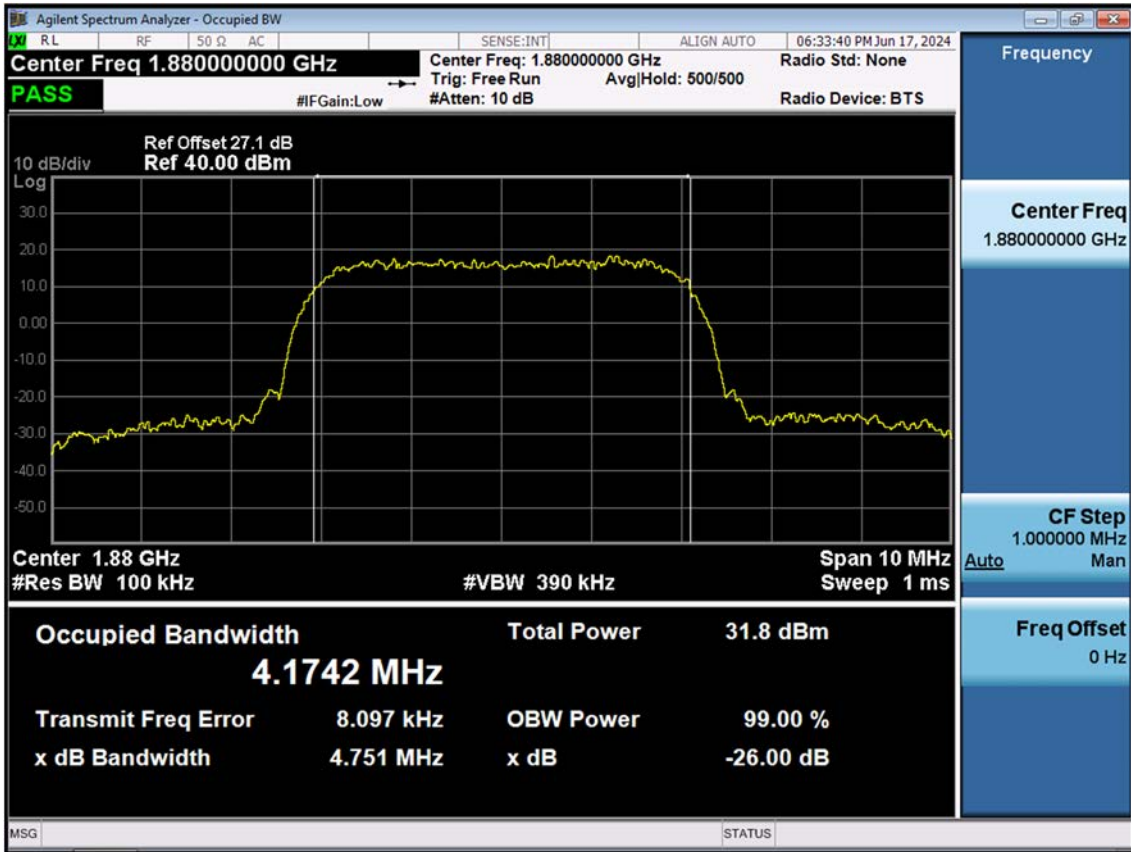 Agilent Spectrum Analyzer - Occupied BW
LXI RL RF 50 Ω AC SENSE:INT ALIGN AUTO 06:33:40 PM Jun 17, 2024
Center Freq 1.880000000 GHz
PASS
#IFGain:Low
Center Freq: 1.880000000 GHz
Trig: Free Run Avg|Hold: 500/500
#Atten: 10 dB
Radio Std: None
Radio Device: BTS
Ref Offset 27.1 dB
10 dB/div Ref 40.00 dBm
Log
30.0
20.0
10.0
0.00
-10.0
-20.0
-30.0
-40.0
-50.0
Center 1.88 GHz Span 10 MHz
#Res BW 100 kHz #VBW 390 kHz Sweep 1 ms
Occupied Bandwidth Total Power 31.8 dBm
4.1742 MHz
Transmit Freq Error 8.097 kHz OBW Power 99.00 %
x dB Bandwidth 4.751 MHz x dB -26.00 dB
MSG STATUS
Frequency
Center Freq
1.880000000 GHz
CF Step
1.000000 MHz
Auto Man
Freq Offset
0 Hz